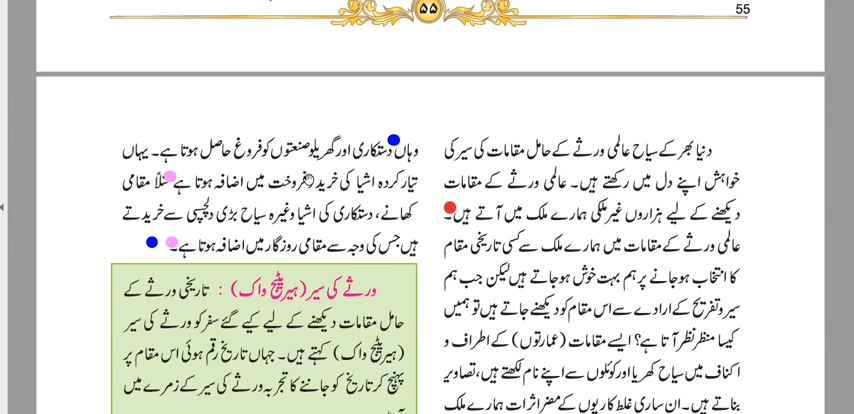 ۵۵
55
دنیا بھر کے سیاح عالمی ورثے کے حامل مقامات کی سیر کی
خواہش اپنے دل میں رکھتے ہیں۔ عالمی ورثے کے مقامات
دیکھنے کے لیے ہزاروں غیر ملکی ہمارے ملک میں آتے ہیں۔
عالمی ورثے کے مقامات میں ہمارے ملک سے کسی تاریخی مقام
کا انتخاب ہو جانے پر ہم بہت خوش ہو جاتے ہیں لیکن جب ہم
سیر و تفریح کے ارادے سے اس مقام کو دیکھنے جاتے ہیں تو ہمیں
کیسا منظر نظر آتا ہے؟ ایسے مقامات (عمارتوں) کے اطراف و
اکناف میں سیاح کھریا اور کوئلوں سے اپنے نام لکھتے ہیں، تصاویر
بناتے ہیں۔ ان ساری غلط کاریوں کے مضر اثرات ہمارے ملک
وہاں دستکاری اور گھریلو صنعتوں کو فروغ حاصل ہوتا ہے۔ یہاں
تیار کردہ اشیا کی خرید و فروخت میں اضافہ ہوتا ہے مثلاً مقامی
کھانے، دستکاری کی اشیا وغیرہ سیاح بڑی دلچسپی سے خریدتے
ہیں جس کی وجہ سے مقامی روزگار میں اضافہ ہوتا ہے۔
ورثے کی سیر (ہیریٹیج واک) : تاریخی ورثے کے
حامل مقامات دیکھنے کے لیے کیے گئے سفر کو ورثے کی سیر
(ہیریٹیج واک) کہتے ہیں۔ جہاں تاریخ رقم ہوئی اس مقام پر
پہنچ کر تاریخ کو جاننے کا تجربہ ورثے کی سیر کے زمرے میں